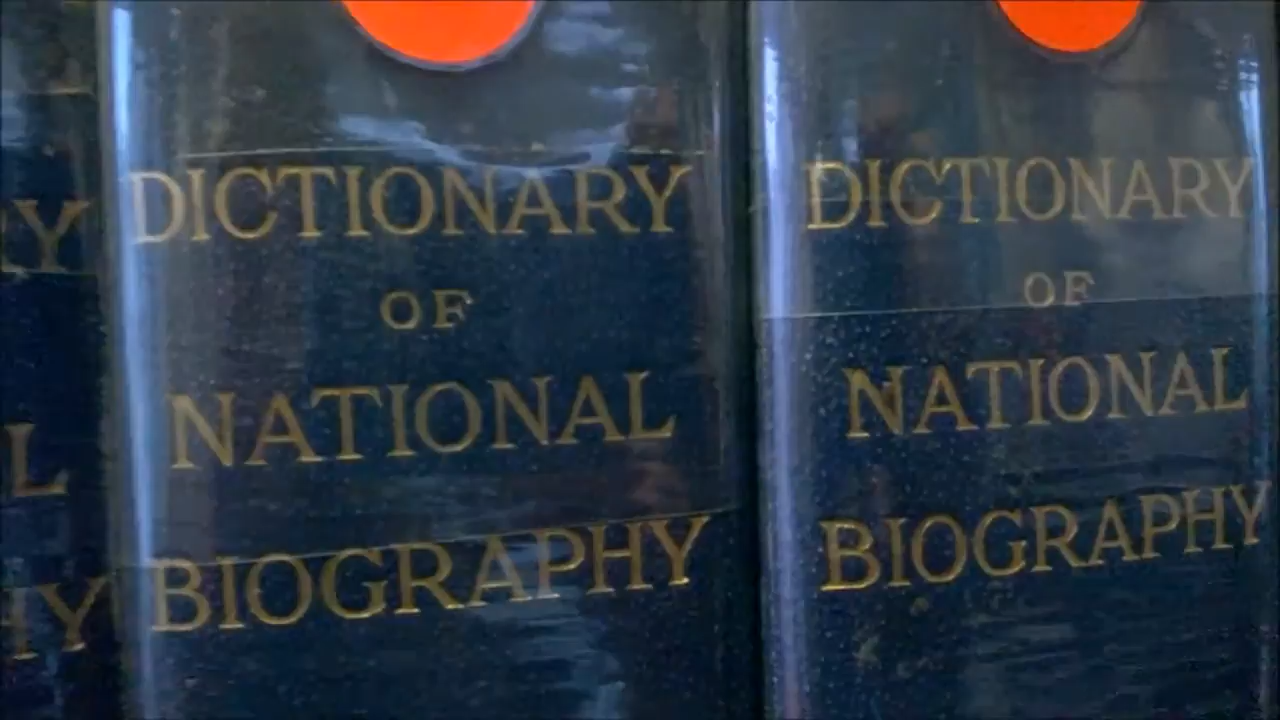 DICTIONARY
OF
NATIONAL
BIOGRAPHY
DICTIONARY
OF
NATIONAL
BIOGRAPHY